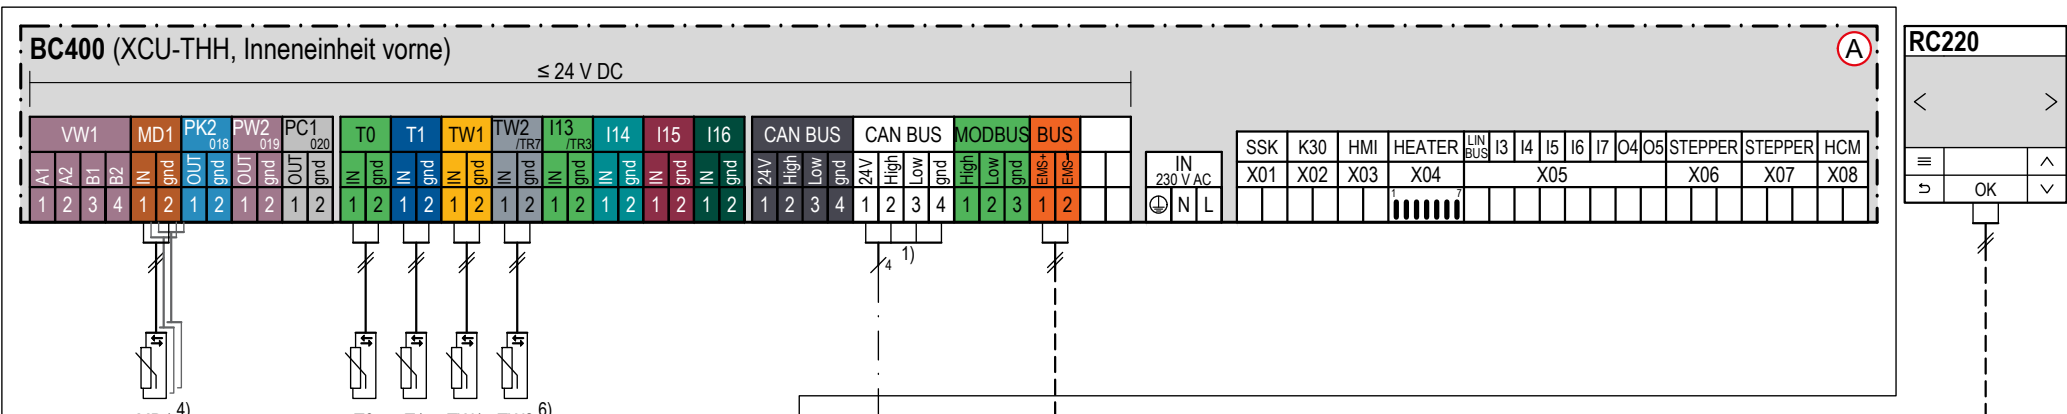 BC400 (XCU-THH, Inneneinheit vorne)
A
RC220
≤ 24 V DC
< >
VW1 MD1 PK2 018 PW2 019 PC1 020 T0 T1 TW1 TW2 /TR7 I13 /TR3 I14 I15 I16 CAN BUS CAN BUS MODBUS BUS
SSK K30 HMI HEATER LIN BUS I3 I4 I5 I6 I7 O4 O5 STEPPER STEPPER HCM
A1 A2 B1 B2 IN gnd OUT gnd OUT gnd OUT gnd IN gnd IN gnd IN gnd IN gnd IN gnd IN gnd IN gnd IN gnd 24V High Low gnd 24V High Low gnd High Low gnd EMS+ EMS-
IN
230 V AC
X01 X02 X03 X04 X05 X06 X07 X08
1 2 3 4 1 2 1 2 1 2 1 2 1 2 1 2 1 2 1 2 1 2 1 2 1 2 1 2 1 2 3 4 1 2 3 4 1 2 3 1 2
N L
1 7
OK
4 1)
4) 6)